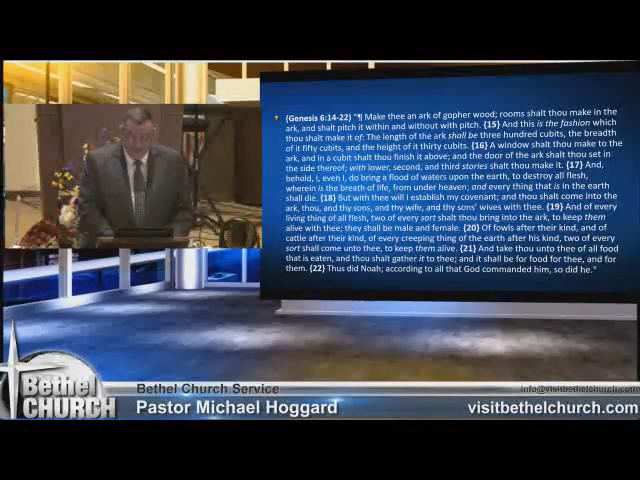 {Genesis 6:14-22} "¶ Make thee an ark of gopher wood; rooms shalt thou make in the
ark, and shalt pitch it within and without with pitch. {15} And this is the fashion which
thou shalt make it of: The length of the ark shall be three hundred cubits, the breadth
of it fifty cubits, and the height of it thirty cubits. {16} A window shalt thou make to the
ark, and in a cubit shalt thou finish it above; and the door of the ark shalt thou set in
the side thereof; with lower, second, and third stories shalt thou make it. {17} And,
behold, I, even I, do bring a flood of waters upon the earth, to destroy all flesh,
wherein is the breath of life, from under heaven; and every thing that is in the earth
shall die. {18} But with thee will I establish my covenant; and thou shalt come into the
ark, thou, and thy sons, and thy wife, and thy sons' wives with thee. {19} And of every
living thing of all flesh, two of every sort shalt thou bring into the ark, to keep them
alive with thee; they shall be male and female. {20} Of fowls after their kind, and of
cattle after their kind, of every creeping thing of the earth after his kind, two of every
sort shall come unto thee, to keep them alive. {21} And take thou unto thee of all food
that is eaten, and thou shalt gather it to thee; and it shall be for food for thee, and for
them. {22} Thus did Noah; according to all that God commanded him, so did he."
Bethel
CHURCH
Bethel Church Service
Pastor Michael Hoggard
info@visitbethelchurch.com
visitbethelchurch.com